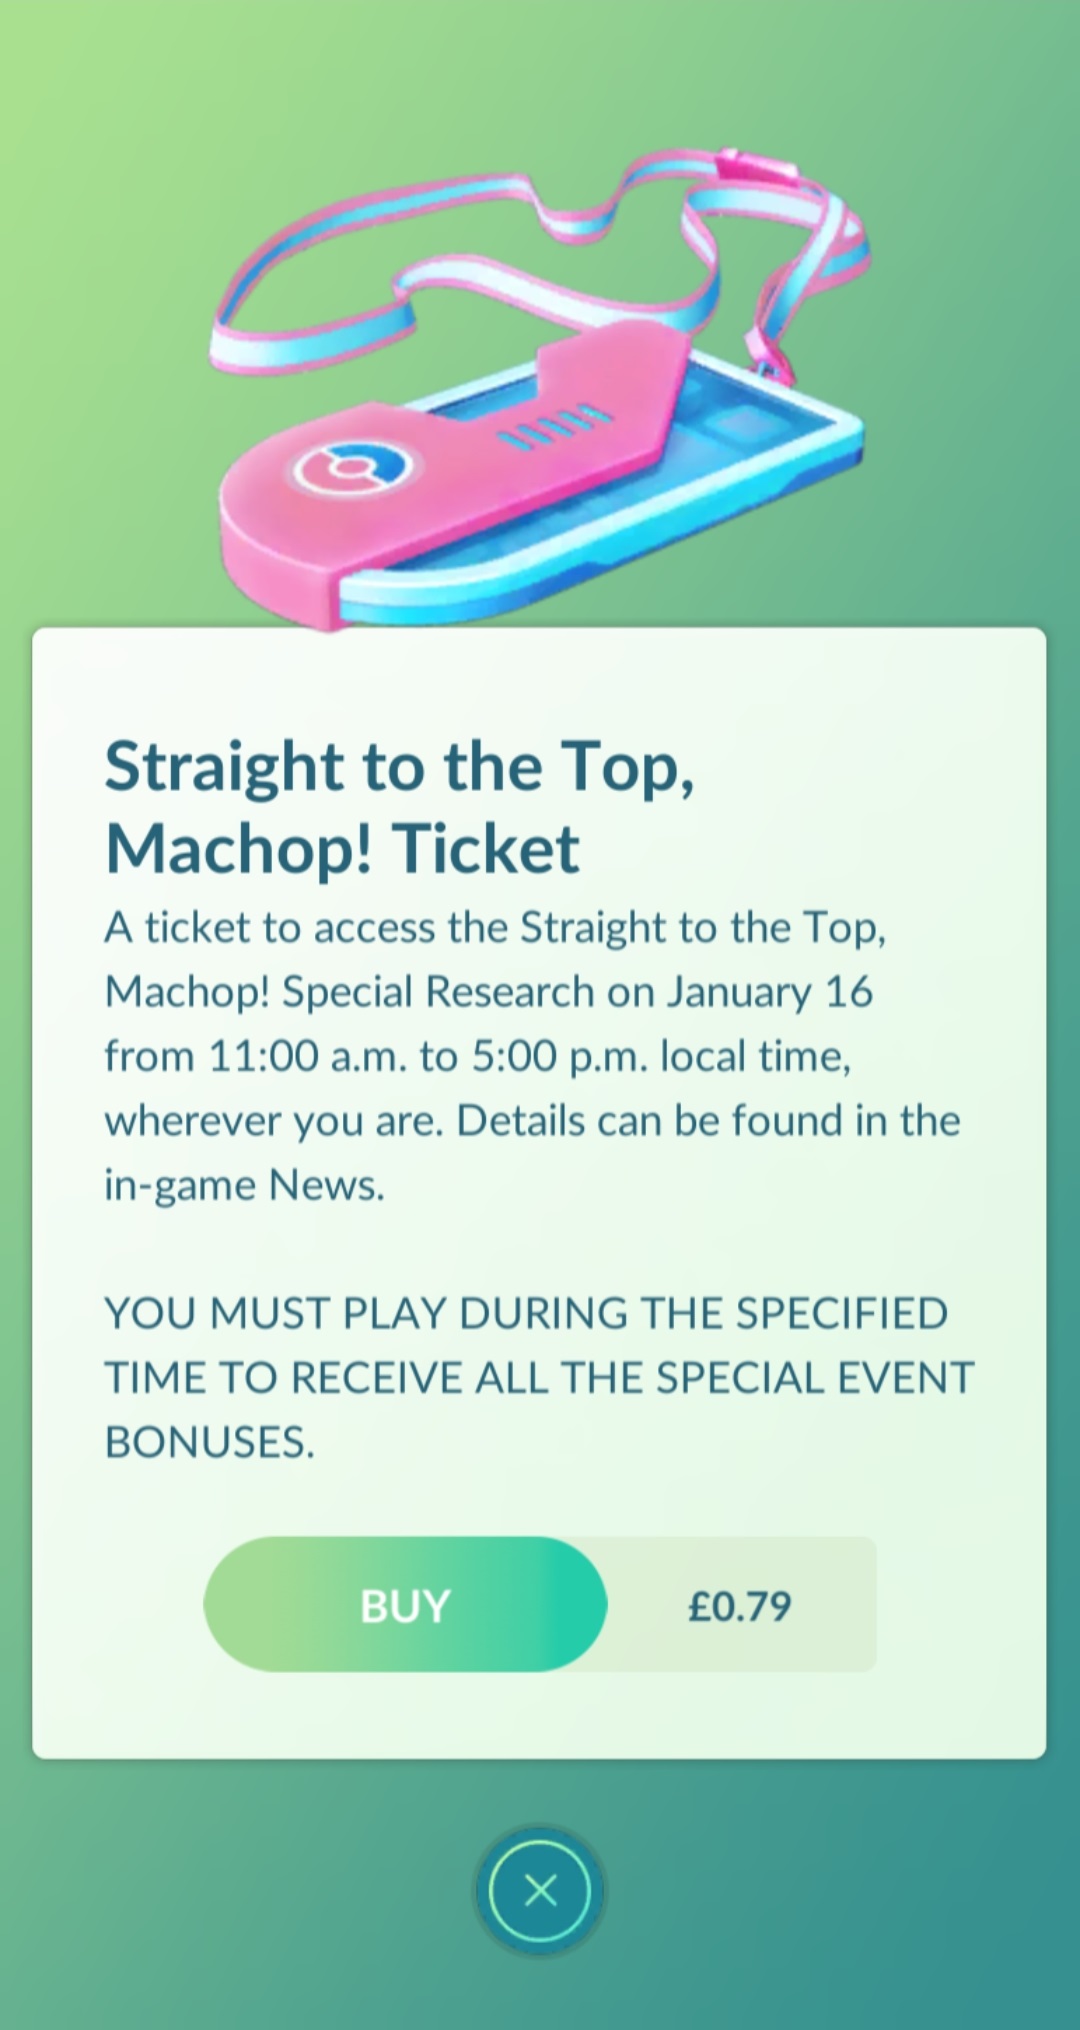 Straight to the Top,
Machop! Ticket
A ticket to access the Straight to the Top,
Machop! Special Research on January 16
from 11:00 a.m. to 5:00 p.m. local time,
wherever you are. Details can be found in the
in-game News.
YOU MUST PLAY DURING THE SPECIFIED
TIME TO RECEIVE ALL THE SPECIAL EVENT
BONUSES.
BUY £0.79